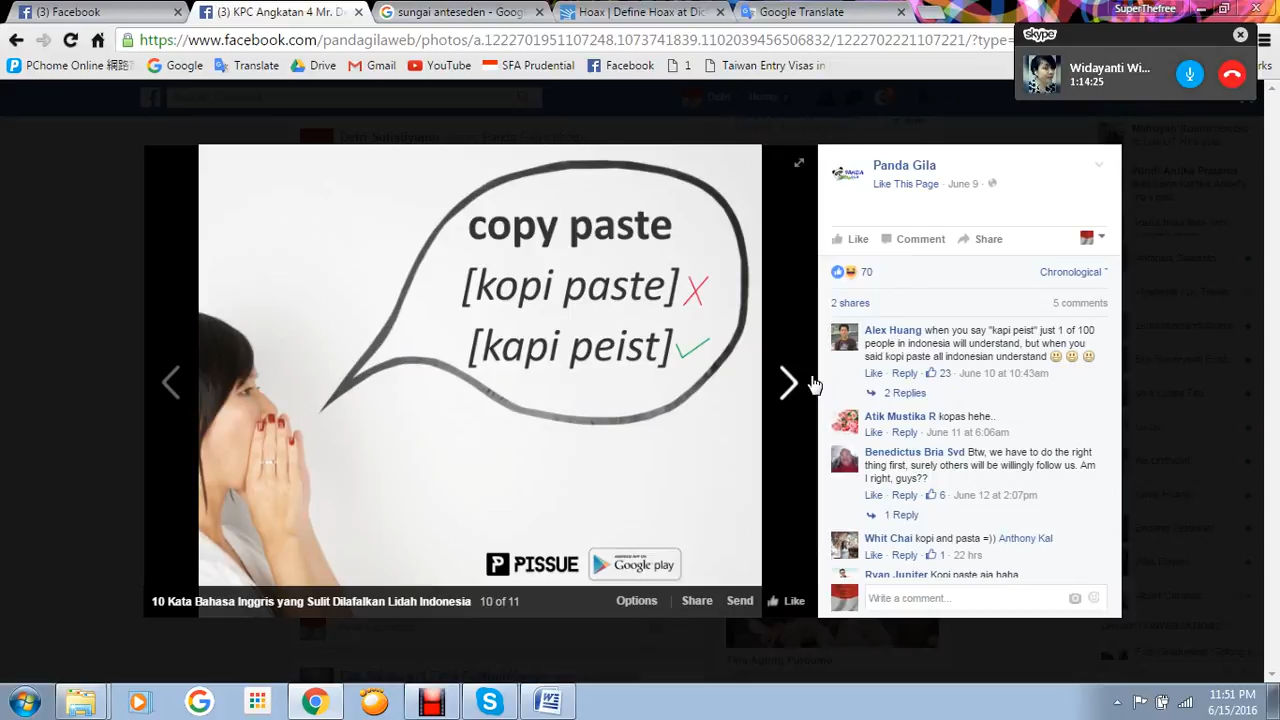 (3) Facebook
(3) KPC Angkatan 4 Mr. De
sungai anteschen - Goog
Hoax | Define Hoax at Dic
Google Translate
SuperThefree
https://www.facebook.com/pandagilaweb/photos/a.1222702071107248.1073741839.1102039456506832/1222702221107221/?type=
skype
Widayanti Wi...
1:14:25
PChome Online
Google
Translate
Drive
Gmail
YouTube
SFA Prudential
Facebook
1
Taiwan Entry Visas in
copy paste
[kopi paste]
[kapi peist]
PISSUE
ANDROID APP ON
Google play
10 Kata Bahasa Inggris yang Sulit Dilafalkan Lidah Indonesia
10 of 11
Options
Share
Send
Like
Panda Gila
Like This Page · June 9 ·
Like
Comment
Share
70
Chronological
2 shares
5 comments
Alex Huang when you say "kapi peist" just 1 of 100
people in indonesia will understand, but when you
said kopi paste all indonesian understand
Like · Reply · 23 · June 10 at 10:43am
2 Replies
Atik Mustika R kopas hehe..
Like · Reply · June 11 at 6:06am
Benedictus Bria Svd Btw, we have to do the right
thing first, surely others will be willingly follow us. Am
I right, guys??
Like · Reply · 6 · June 12 at 2:07pm
1 Reply
Whit Chai kopi and pasta =)) Anthony Kal
Like · Reply · 1 · 22 hrs
Ryan Junifer Kopi paste aja haha
Write a comment...
11:51 PM
6/15/2016